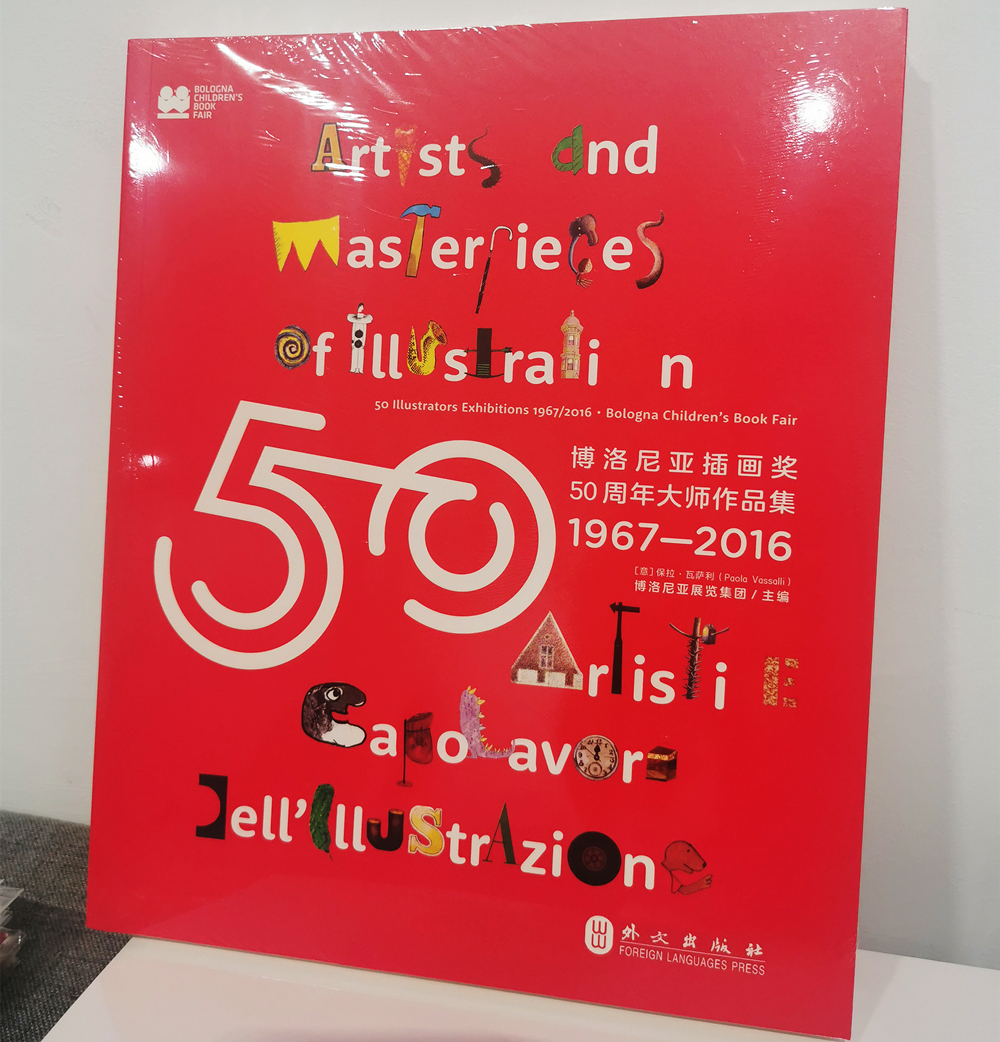 BOLOGNA
CHILDREN'S
BOOK
FAIR
Artists and
MasTerpieces
of Illustrati n
50 Illustrators Exhibitions 1967/2016 · Bologna Children's Book Fair
50
博洛尼亚插画奖
50周年大师作品集
1967—2016
[意]保拉·瓦萨利(Paola Vassalli)
博洛尼亚展览集团/主编
ArTisTi E
CapoLavori
Dell'IllUStrAzione
外文出版社
FOREIGN LANGUAGES PRESS